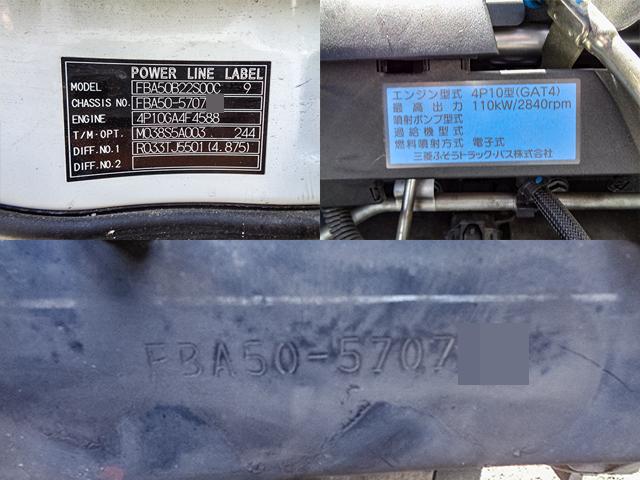 POWER LINE LABEL
MODEL FBA50B22S00C 9
CHASSIS NO. FBA50-5707
ENGINE 4P10GA4F4588
T/M·OPT. M038S5A003.. 244
DIFF.NO.1 R033TJ5501(4.875)
DIFF.NO.2
エンジン型式 4P10型(GAT4)
最高出力 110kW/2840rpm
噴射ポンプ型式
過給機型式
燃料噴射方式 電子式
三菱ふそうトラック・バス株式会社
FBA50-5707